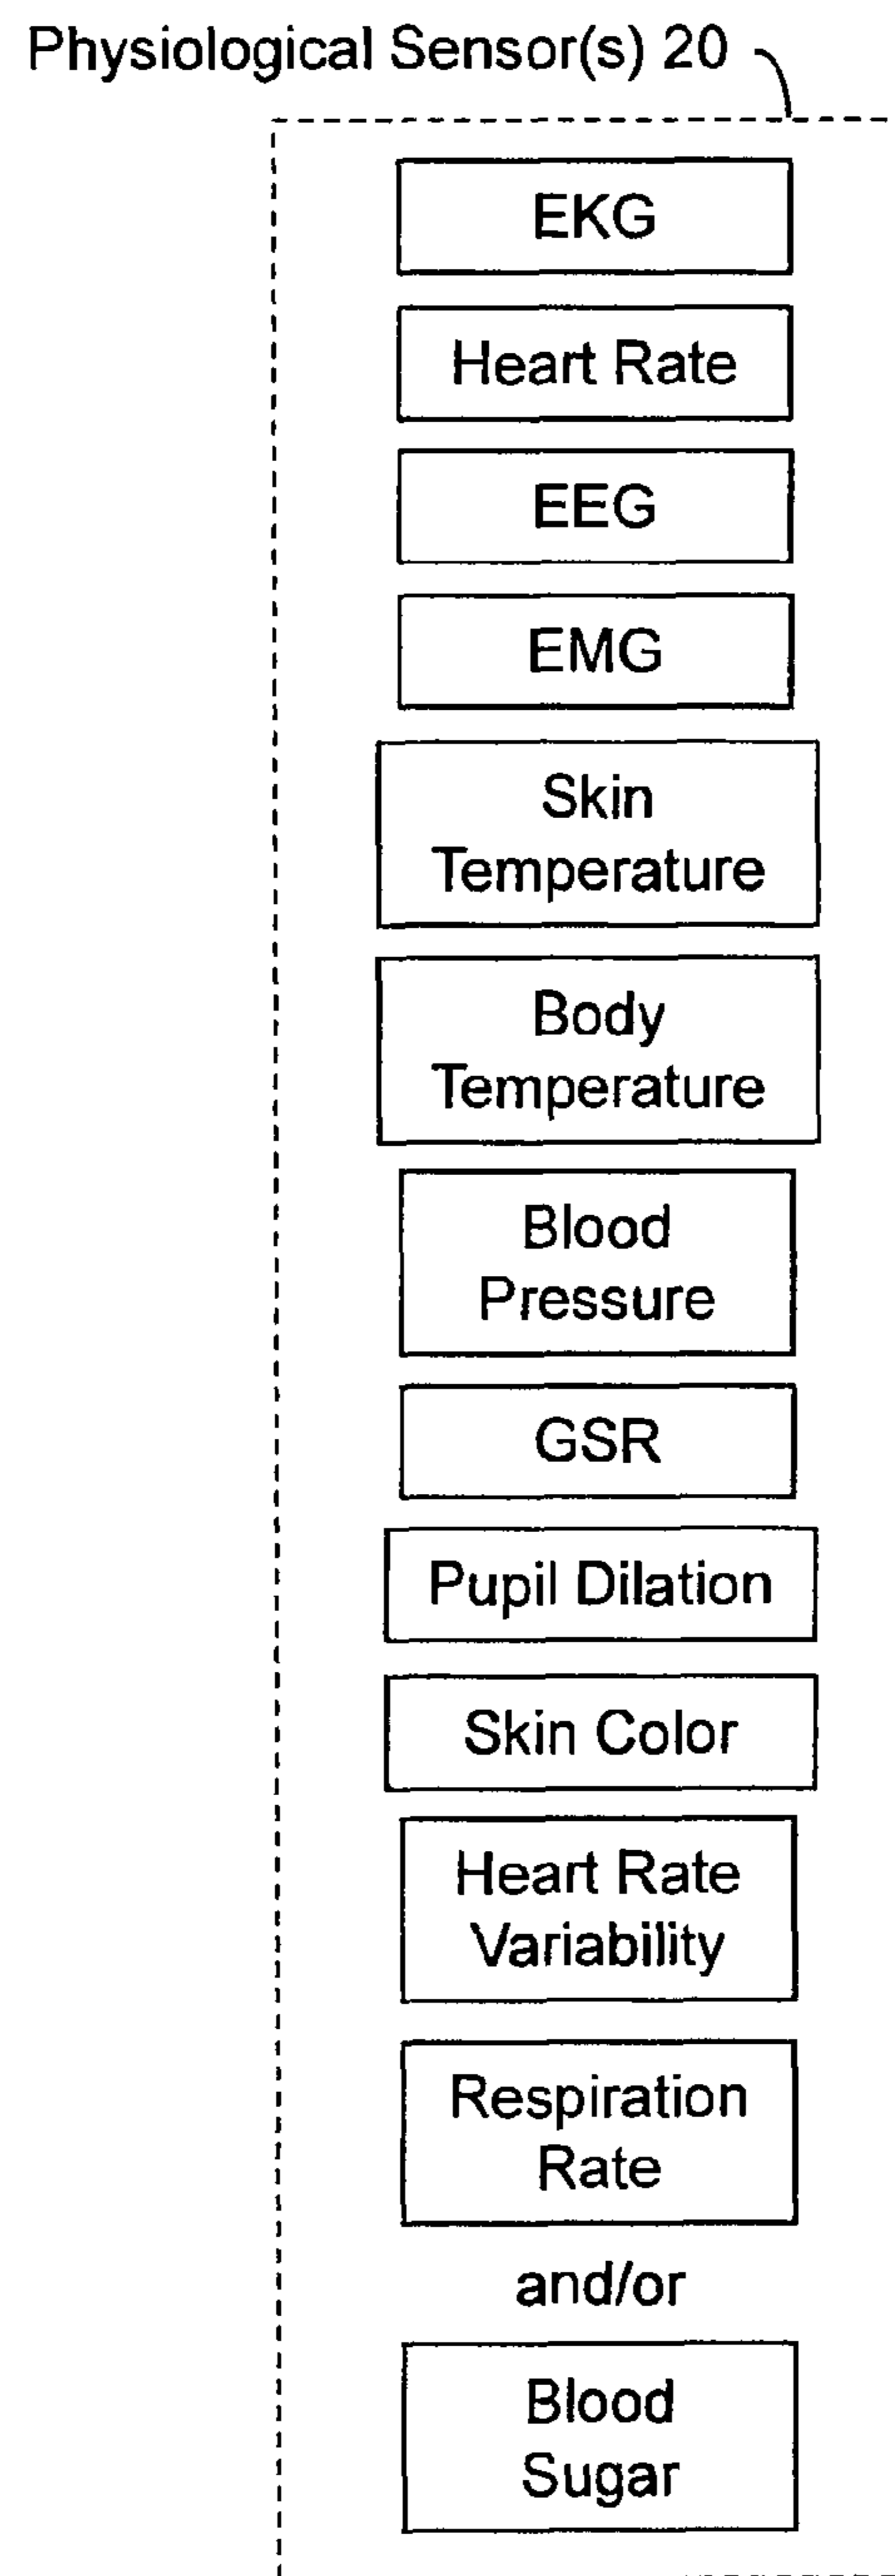 Physiological Sensor(s) 20
EKG
Heart Rate
EEG
EMG
Skin
Temperature
Body
Temperature
Blood
Pressure
GSR
Pupil Dilation
Skin Color
Heart Rate
Variability
Respiration
Rate
and/or
Blood
Sugar